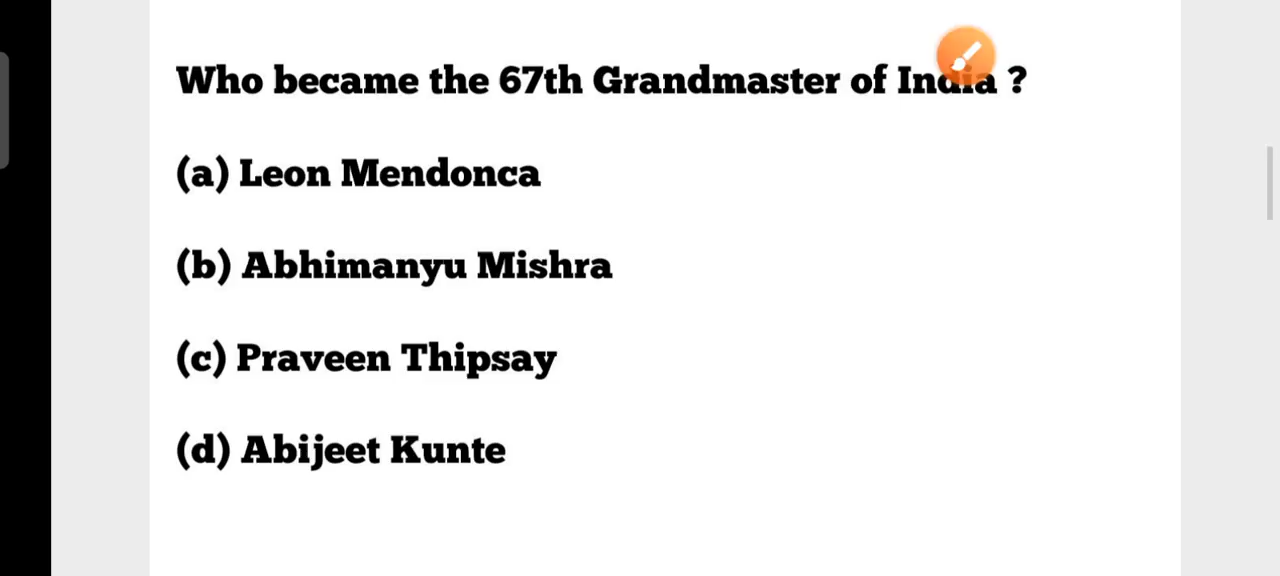 Who became the 67th Grandmaster of India ?
(a) Leon Mendonca
(b) Abhimanyu Mishra
(c) Praveen Thipsay
(d) Abijeet Kunte